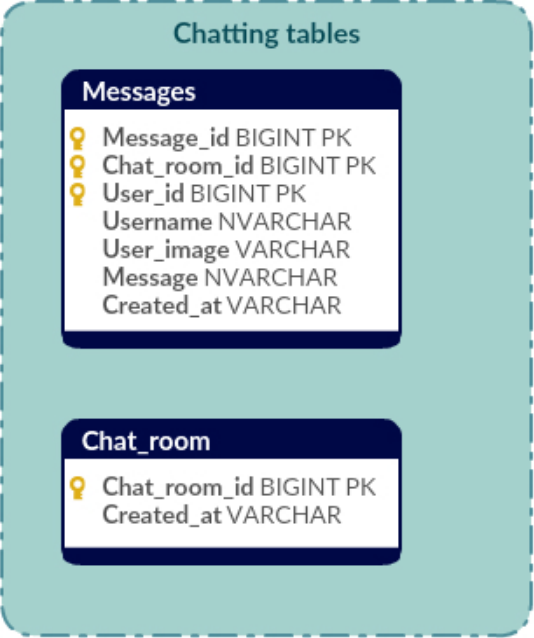 Chatting tables
Messages
Message_id BIGINT PK
Chat_room_id BIGINT PK
User_id BIGINT PK
Username NVARCHAR
User_image VARCHAR
Message NVARCHAR
Created_at VARCHAR
Chat_room
Chat_room_id BIGINT PK
Created_at VARCHAR